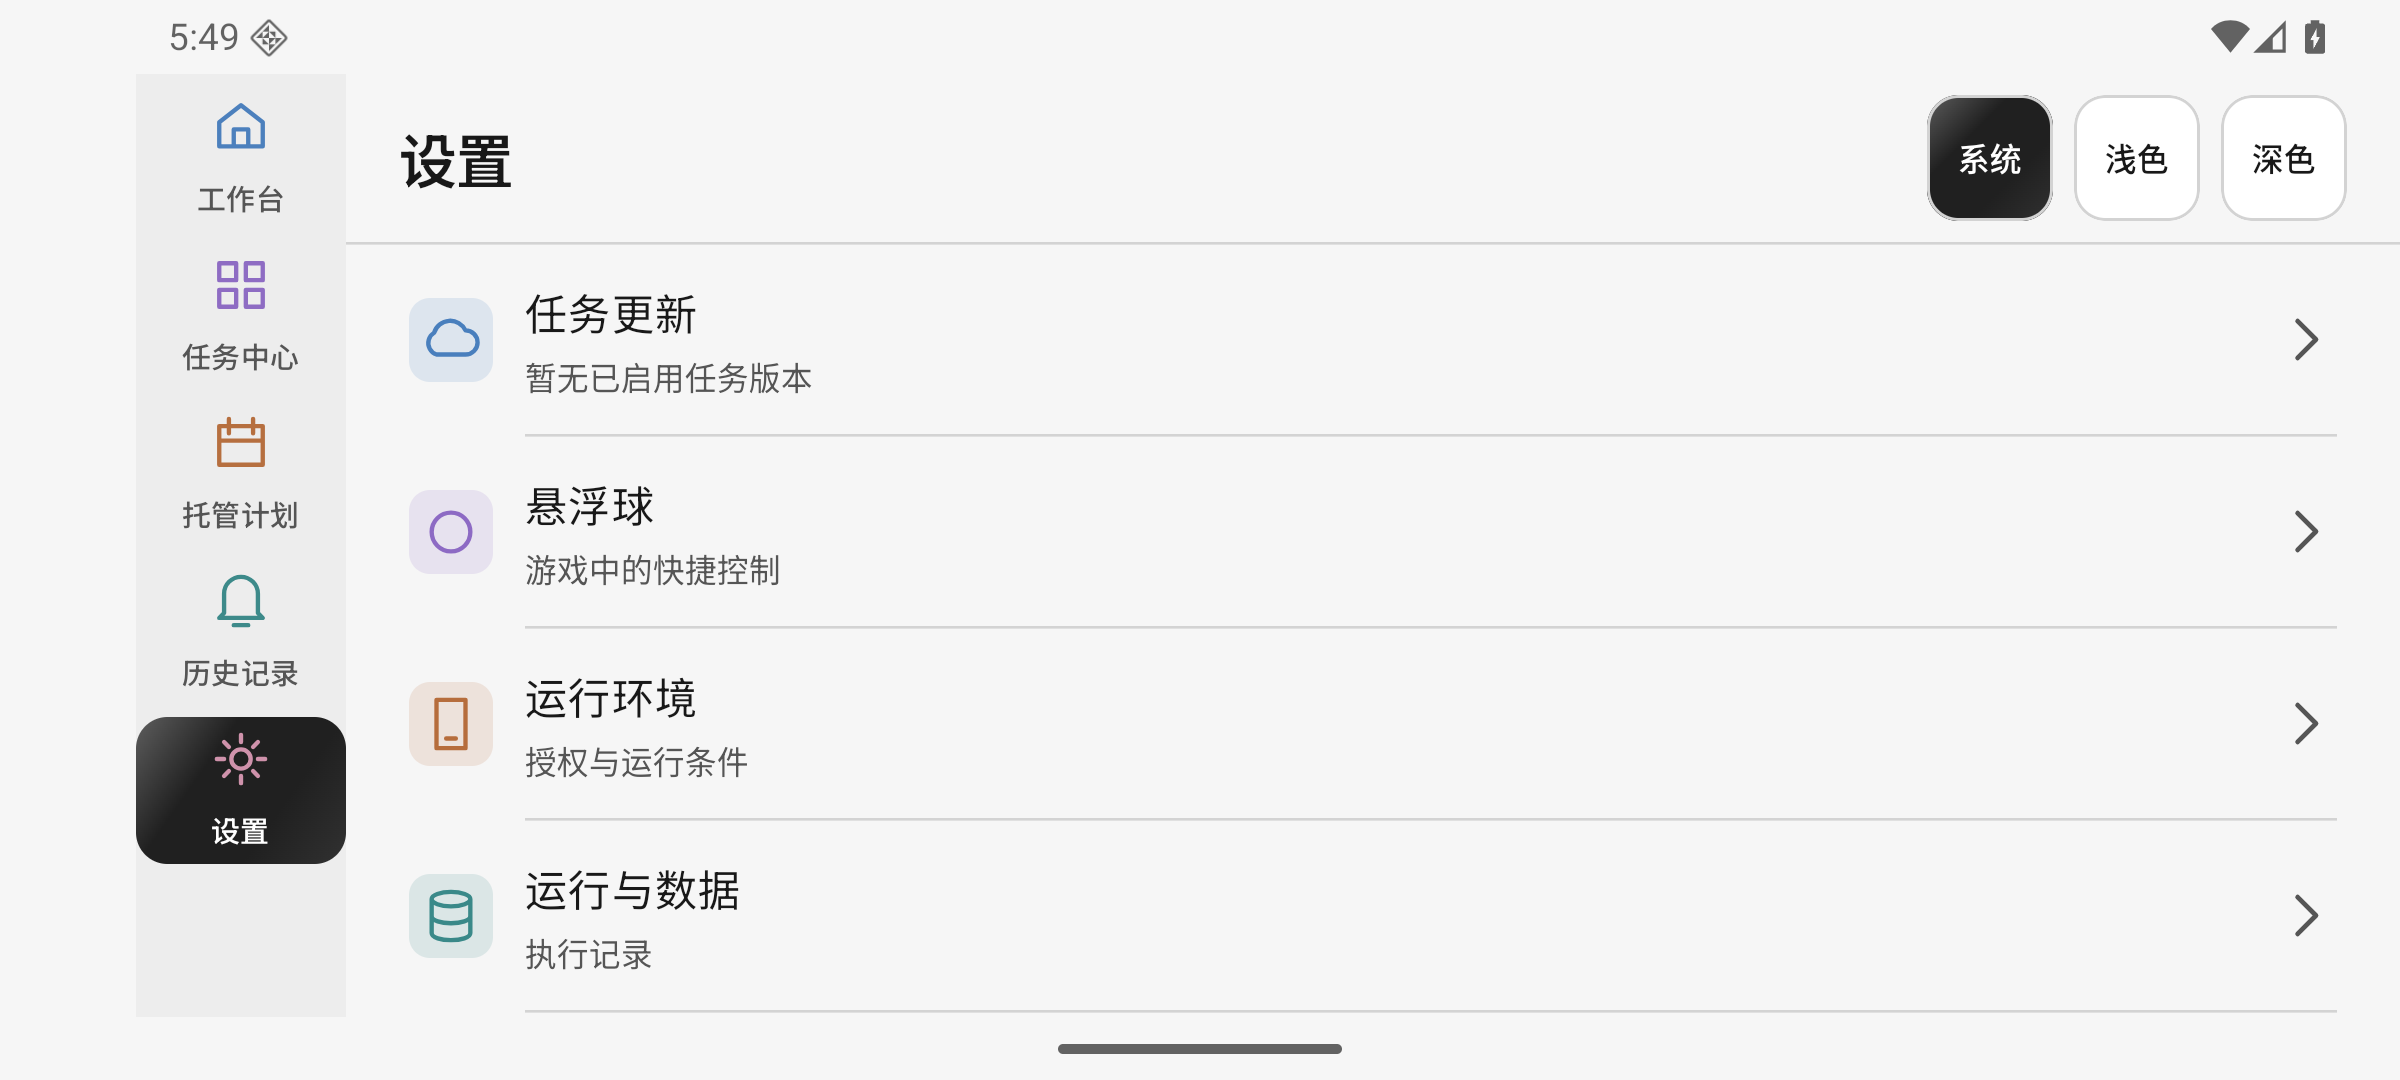 5:49
工作台
任务中心
托管计划
历史记录
设置
设置
系统
浅色
深色
任务更新
暂无已启用任务版本
悬浮球
游戏中的快捷控制
运行环境
授权与运行条件
运行与数据
执行记录